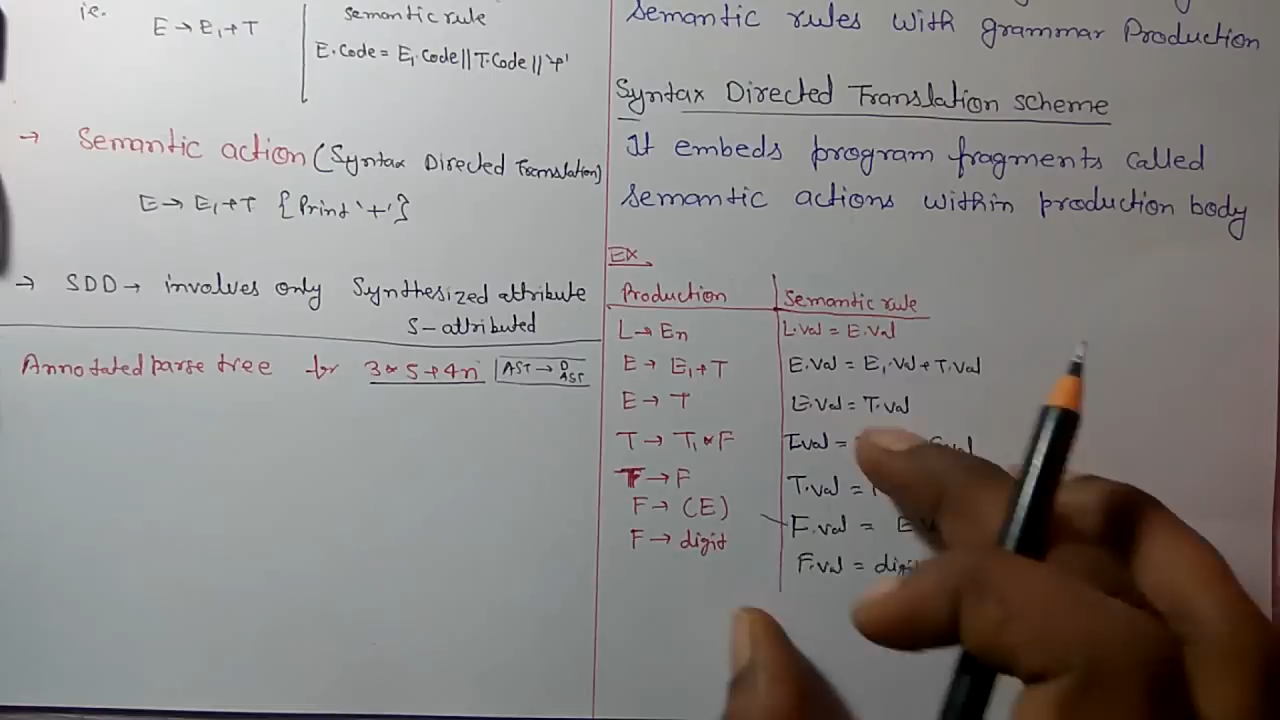 ie.
E → E₁ + T
semantic rule
E.Code = E₁.Code || T.Code || '+'
→ Semantic action (Syntax Directed Translation)
E → E₁ + T {Print '+'}
→ SDD → involves only Synthesized attribute
S-attributed
Annotated parse tree for 3 * 5 + 4n
AST → D AST
Semantic rules with grammar Production
Syntax Directed Translation scheme
It embeds program fragments called
semantic actions within production body
EX
Production Semantic rule
L → En L.Val = E.Val
E → E₁ + T E.Val = E₁.Val + T.Val
E → T E.Val = T.Val
T → T₁ * F T.val =
T → F T.val =
F → (E) F.val =
F → digit F.val =